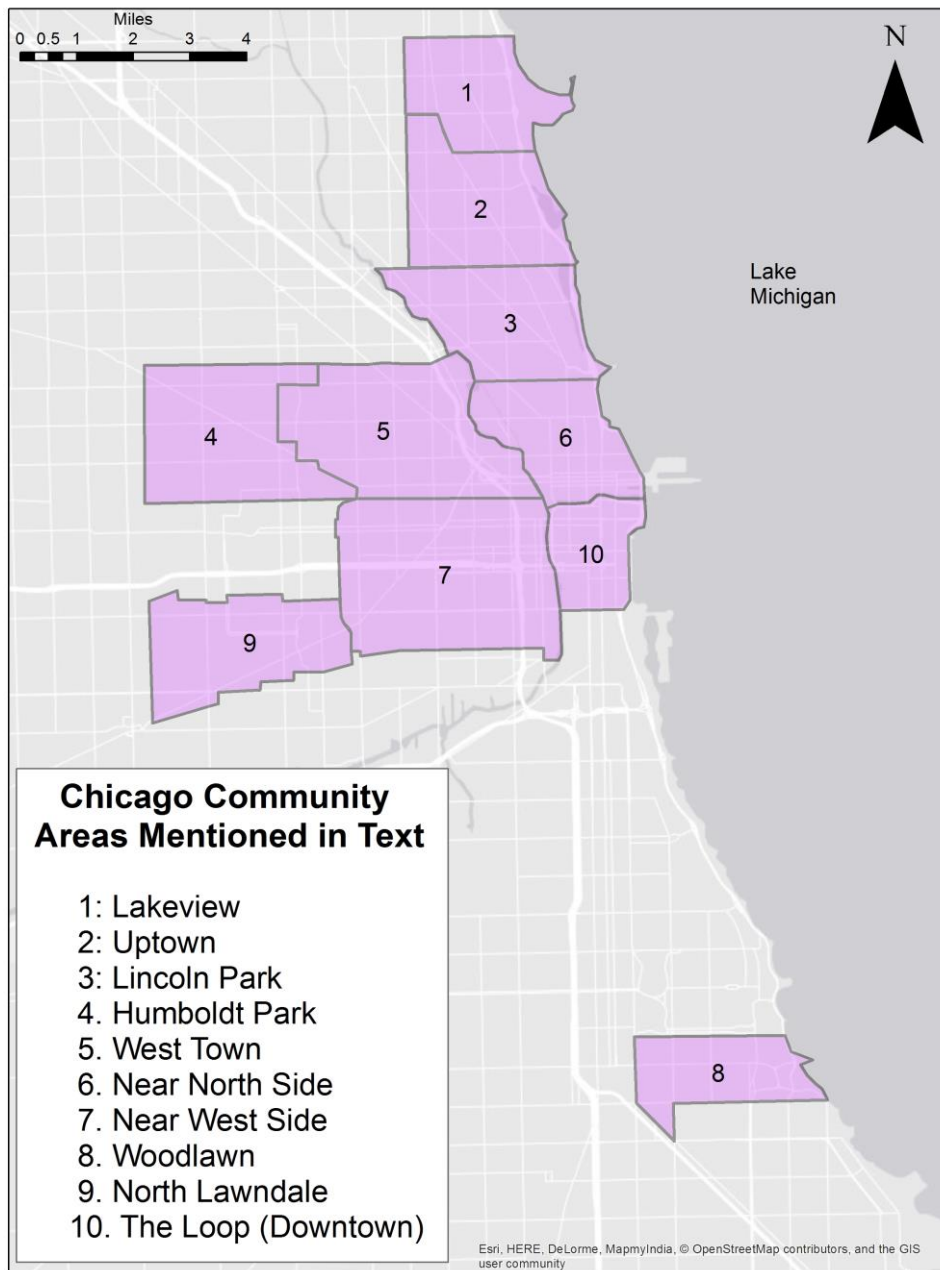 Miles
0 0.5 1 2 3 4
N
1
2
Lake
Michigan
3
4
5
6
10
7
9
8
Chicago Community
Areas Mentioned in Text
1: Lakeview
2: Uptown
3. Lincoln Park
4. Humboldt Park
5. West Town
6. Near North Side
7. Near West Side
8. Woodlawn
9. North Lawndale
10. The Loop (Downtown)
Esri, HERE, DeLorme, MapmyIndia, © OpenStreetMap contributors, and the GIS
user community